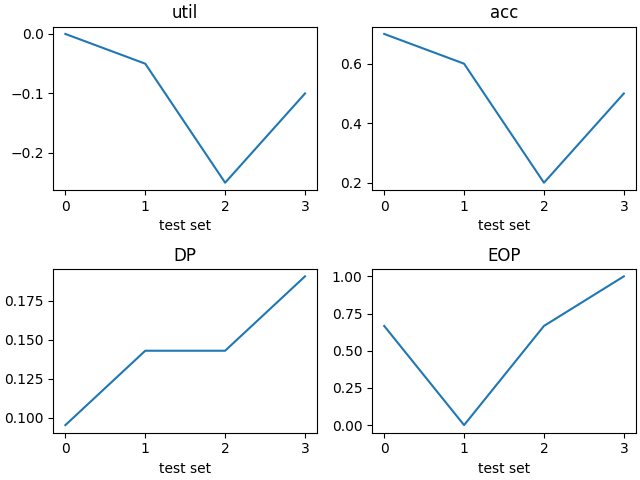 util
0.0
−0.1
−0.2
0 1 2 3
test set
acc
0.6
0.4
0.2
0 1 2 3
test set
DP
0.175
0.150
0.125
0.100
0 1 2 3
test set
EOP
1.00
0.75
0.50
0.25
0.00
0 1 2 3
test set